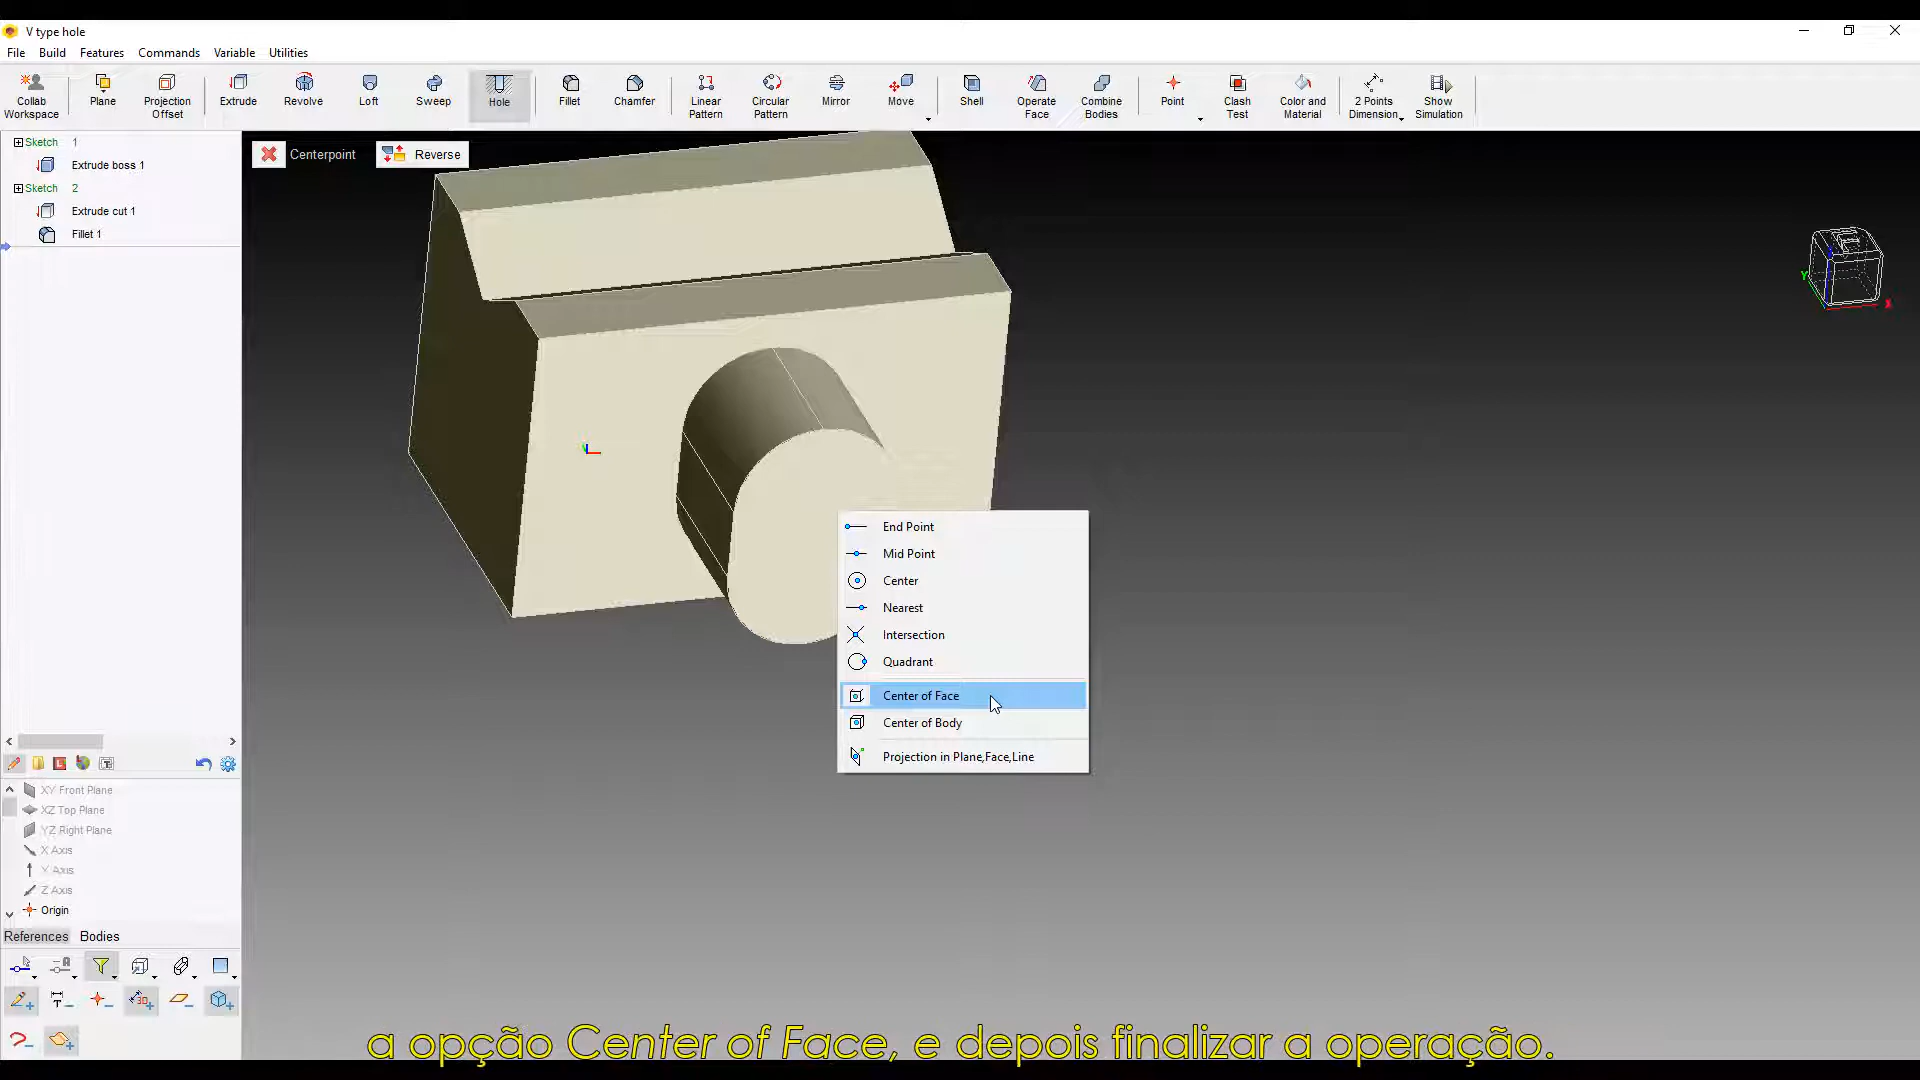 V type hole
File Build Features Commands Variable Utilities
Collab Workspace
Plane
Projection Offset
Extrude
Revolve
Loft
Sweep
Hole
Fillet
Chamfer
Linear Pattern
Circular Pattern
Mirror
Move
Shell
Operate Face
Combine Bodies
Point
Clash Test
Color and Material
2 Points Dimension
Show Simulation
Sketch 1
Extrude boss 1
Sketch 2
Extrude cut 1
Fillet 1
Centerpoint
Reverse
Y
X
End Point
Mid Point
Center
Nearest
Intersection
Quadrant
Center of Face
Center of Body
Projection in Plane,Face,Line
XY Front Plane
XZ Top Plane
YZ Right Plane
X Axis
Y Axis
Z Axis
Origin
References Bodies
a opção Center of Face, e depois finalizar a operação.